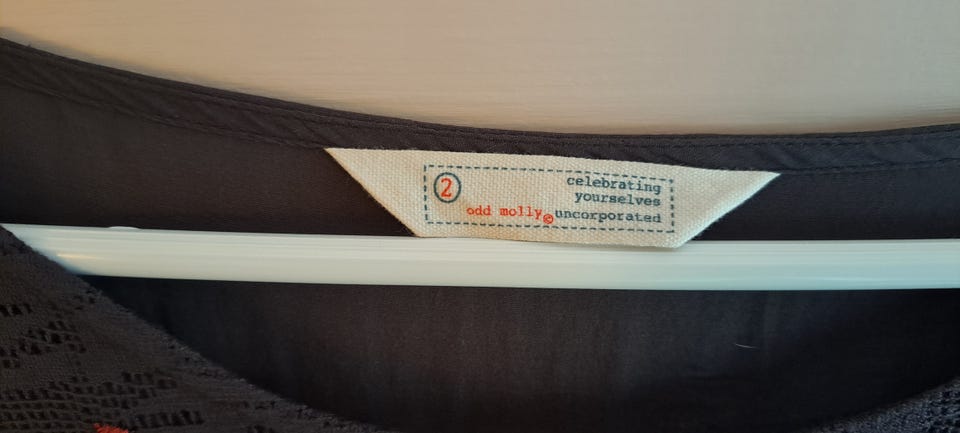 2
celebrating
yourselves
odd molly© uncorporated